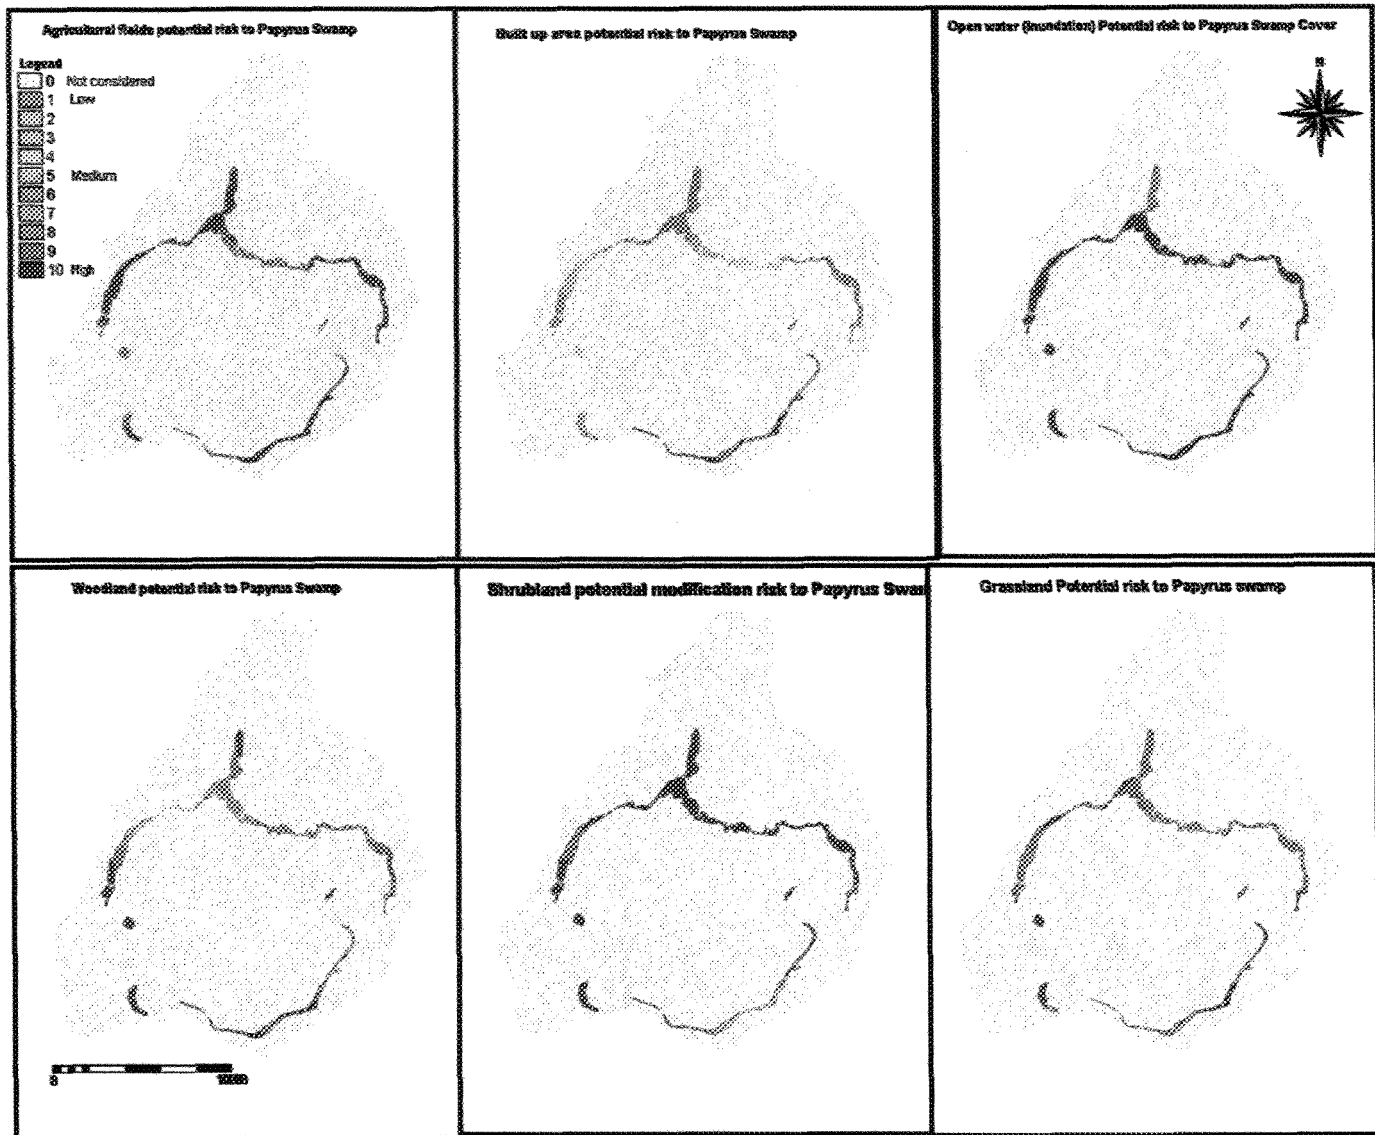 Agricultural fields potential risk to Papyrus Swamp
Built up area potential risk to Papyrus Swamp
Open water (inundation) Potential risk to Papyrus Swamp Cover
Legend
0 Not considered
1 Low
2
3
4
5 Medium
6
7
8
9
10 High
N
Woodland potential risk to Papyrus Swamp
Shrubland potential modification risk to Papyrus Swam
Grassland Potential risk to Papyrus swamp
0